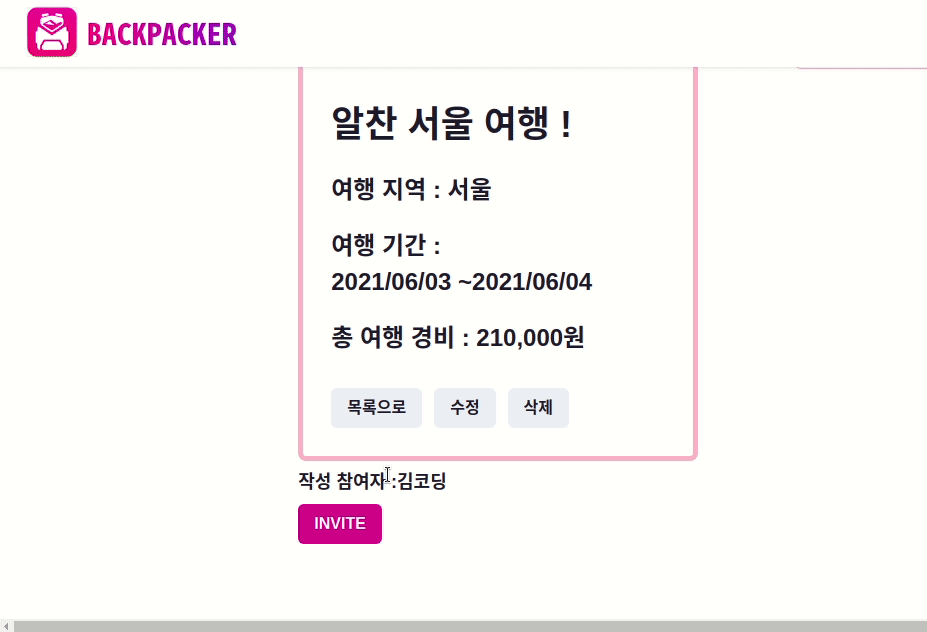 BACKPACKER
알찬 서울 여행 !
여행 지역 : 서울
여행 기간 :
2021/06/03 ~2021/06/04
총 여행 경비 : 210,000원
목록으로 수정 삭제
작성 참여자 :김코딩
INVITE